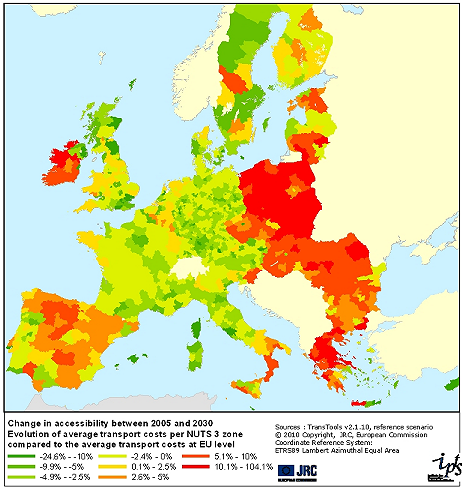 Change in accessibility between 2005 and 2030
Evolution of average transport costs per NUTS 3 zone
compared to the average transport costs at EU level
-24.6% - -10%
-2.4% - 0%
5.1% - 10%
-9.9% - -5%
0.1% - 2.5%
10.1% - 104.1%
-4.9% - -2.5%
2.6% - 5%
Sources : TransTools v2.1.10, reference scenario
© 2010 Copyright, JRC, European Commission
Coordinate Reference System:
ETRS89 Lambert Azimuthal Equal Area
JRC
EUROPEAN COMMISSION
ipts